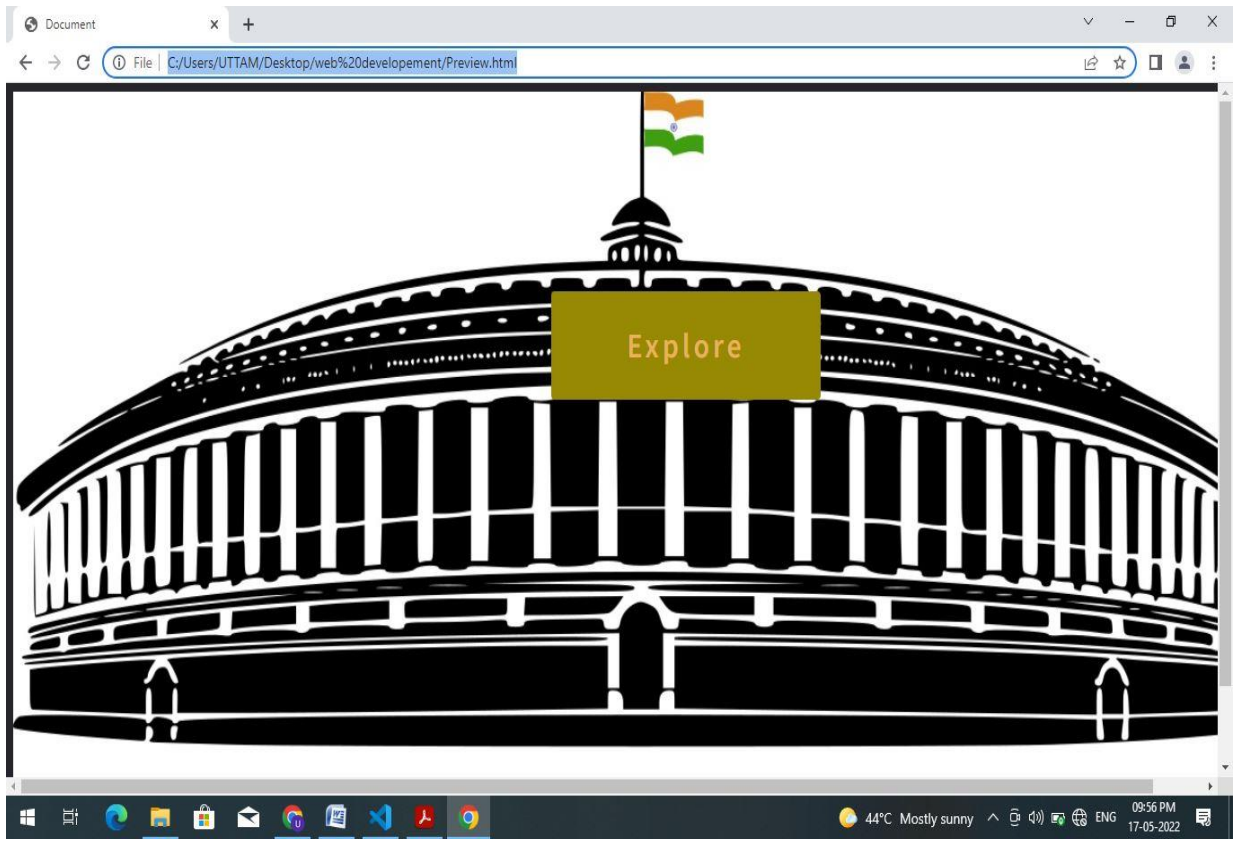 Document
File C:/Users/UTTAM/Desktop/web%20developement/Preview.html
Explore
44°C Mostly sunny ENG 09:56 PM
17-05-2022